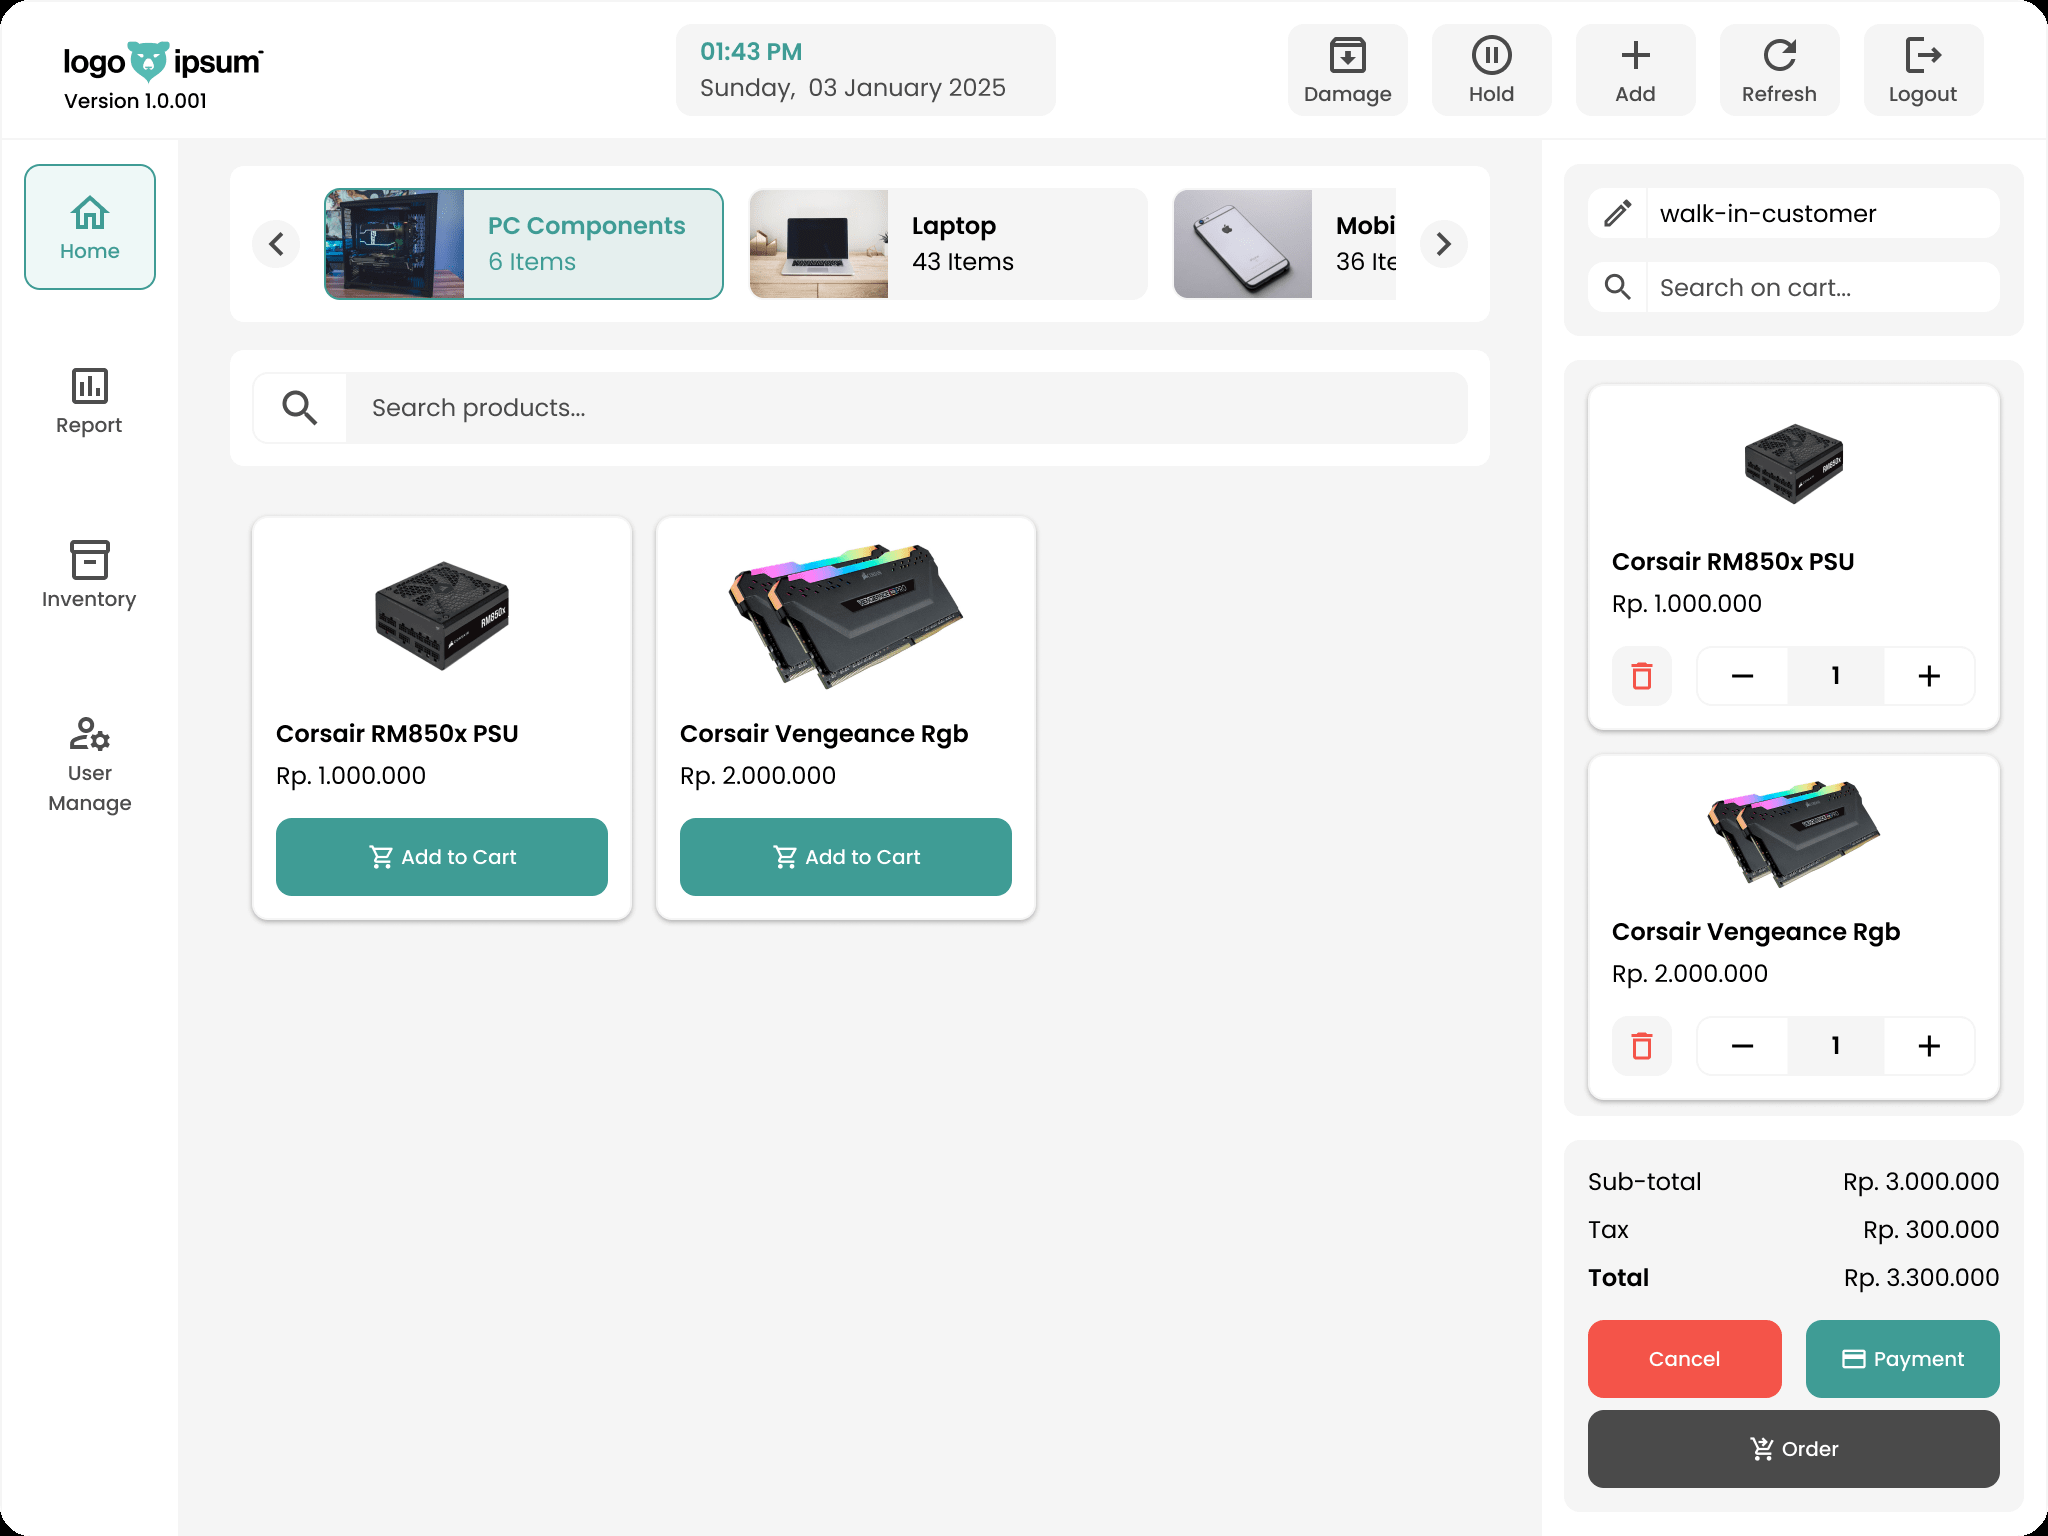 logo ipsum
Version 1.0.001
01:43 PM
Sunday, 03 January 2025
Damage
Hold
Add
Refresh
Logout
Home
Report
Inventory
User
Manage
PC Components
6 Items
Laptop
43 Items
Mobi
36 Ite
Search products...
RM850x
Corsair RM850x PSU
Rp. 1.000.000
Add to Cart
Corsair Vengeance Rgb
Rp. 2.000.000
Add to Cart
walk-in-customer
Search on cart...
RM850x
Corsair RM850x PSU
Rp. 1.000.000
1
Corsair Vengeance Rgb
Rp. 2.000.000
1
Sub-total
Rp. 3.000.000
Tax
Rp. 300.000
Total
Rp. 3.300.000
Cancel
Payment
Order